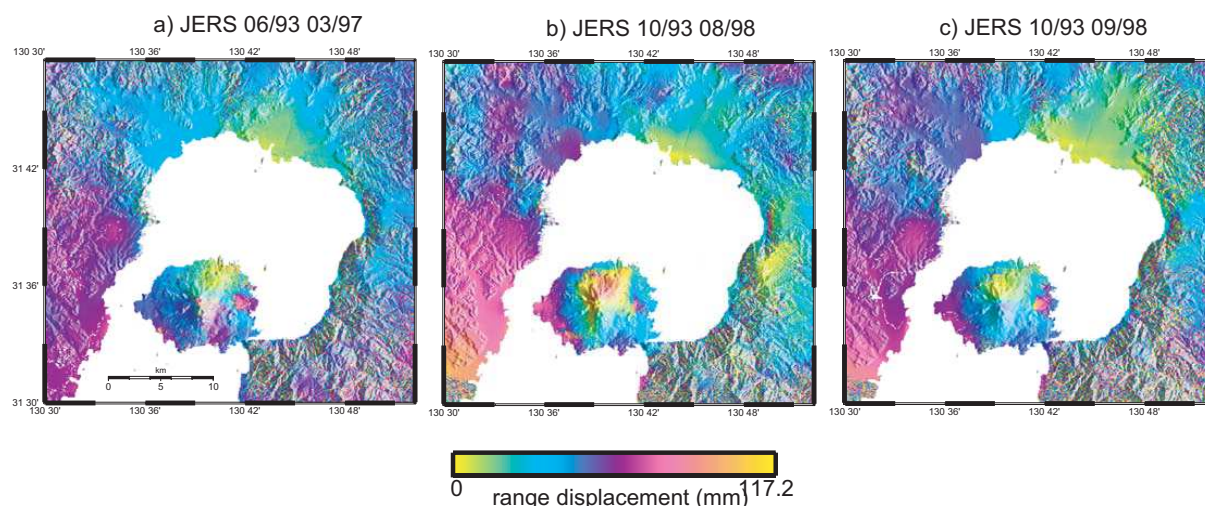 a) JERS 06/93 03/97
b) JERS 10/93 08/98
c) JERS 10/93 09/98
130 30' 130 36' 130 42' 130 48'
130 30' 130 36' 130 42' 130 48'
130 30' 130 36' 130 42' 130 48'
31 42'
31 36'
31 30'
km
0 5 10
130 30' 130 36' 130 42' 130 48'
130 30' 130 36' 130 42' 130 48'
130 30' 130 36' 130 42' 130 48'
0 117.2
range displacement (mm)